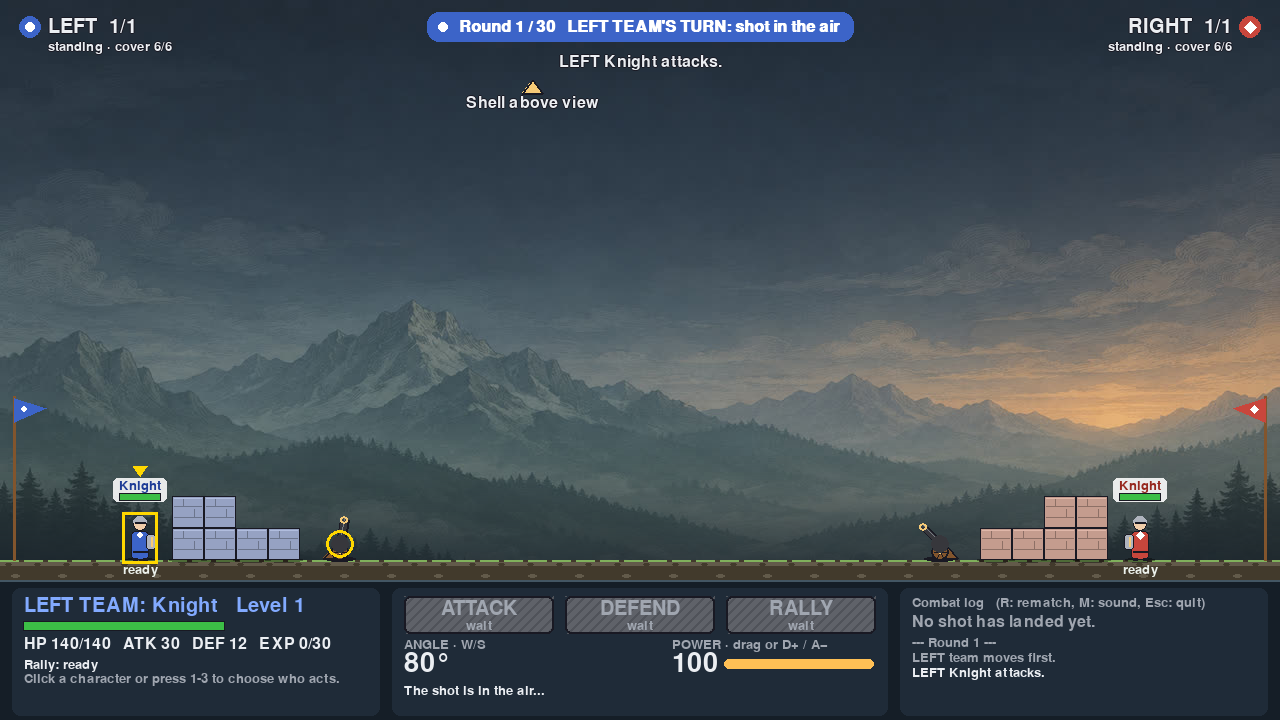 LEFT 1/1
standing · cover 6/6
Round 1 / 30 LEFT TEAM'S TURN: shot in the air
RIGHT 1/1
standing · cover 6/6
LEFT Knight attacks.
Shell above view
Knight
ready
Knight
ready
LEFT TEAM: Knight Level 1
HP 140/140 ATK 30 DEF 12 EXP 0/30
Rally: ready
Click a character or press 1-3 to choose who acts.
ATTACK
wait
DEFEND
wait
RALLY
wait
ANGLE · W/S
80°
POWER · drag or D+ / A–
100
The shot is in the air...
Combat log (R: rematch, M: sound, Esc: quit)
No shot has landed yet.
--- Round 1 ---
LEFT team moves first.
LEFT Knight attacks.